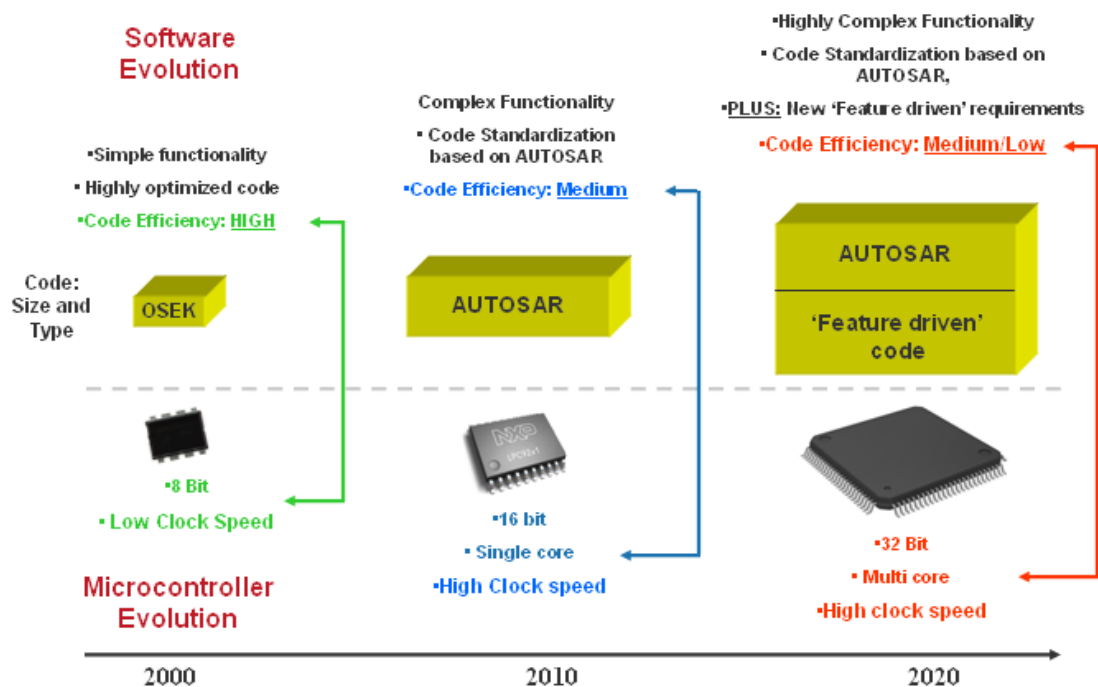 Software
Evolution
▪Simple functionality
▪ Highly optimized code
▪Code Efficiency: HIGH
Complex Functionality
▪ Code Standardization
based on AUTOSAR
▪Code Efficiency: Medium
▪Highly Complex Functionality
▪ Code Standardization based on
AUTOSAR,
▪PLUS: New ‘Feature driven’ requirements
▪Code Efficiency: Medium/Low
Code:
Size and
Type
OSEK
AUTOSAR
AUTOSAR
‘Feature driven’
code
▪8 Bit
▪ Low Clock Speed
NXP
▪16 bit
▪ Single core
▪High Clock speed
▪32 Bit
▪ Multi core
▪High clock speed
Microcontroller
Evolution
2000
2010
2020